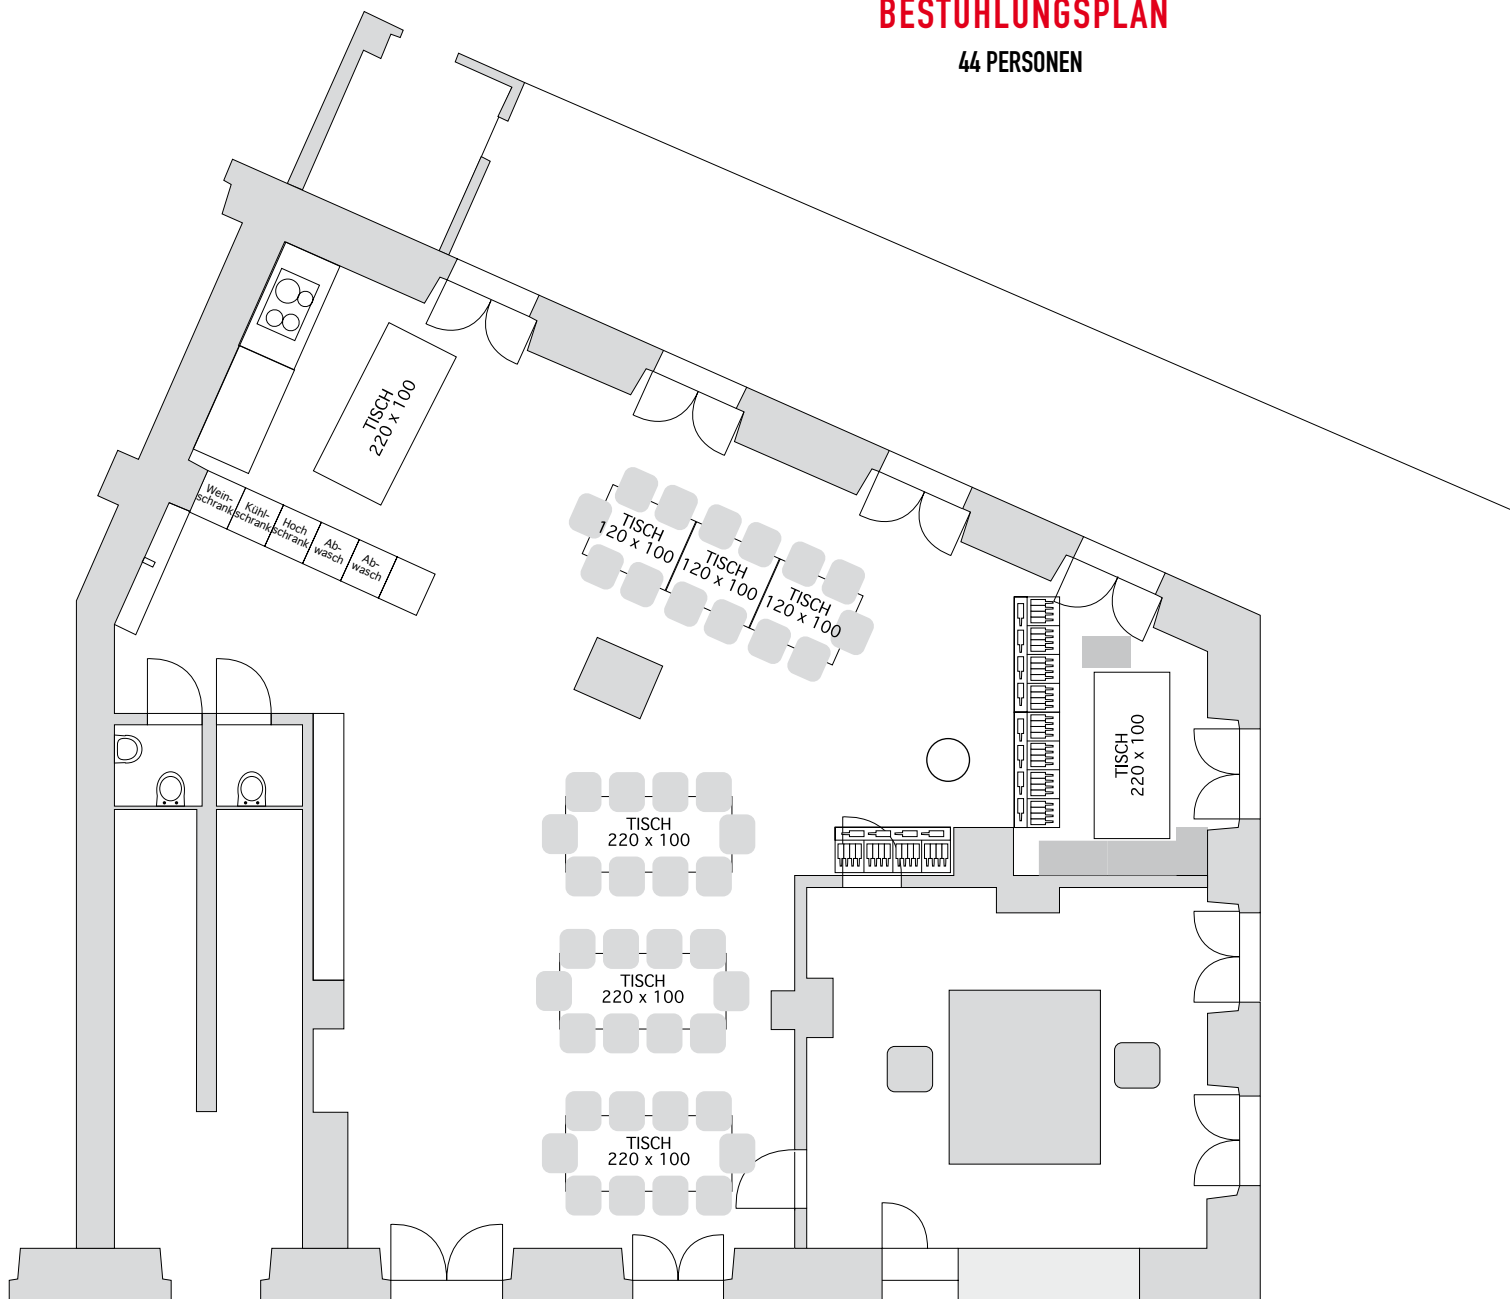 BESTUHLUNGSPLAN
44 PERSONEN
TISCH
220 x 100
Wein-
schrank
Kühl-
schrank
Hoch
schrank
Ab-
wasch
Ab-
wasch
TISCH
120 x 100
TISCH
120 x 100
TISCH
120 x 100
TISCH
220 x 100
TISCH
220 x 100
TISCH
220 x 100
TISCH
220 x 100